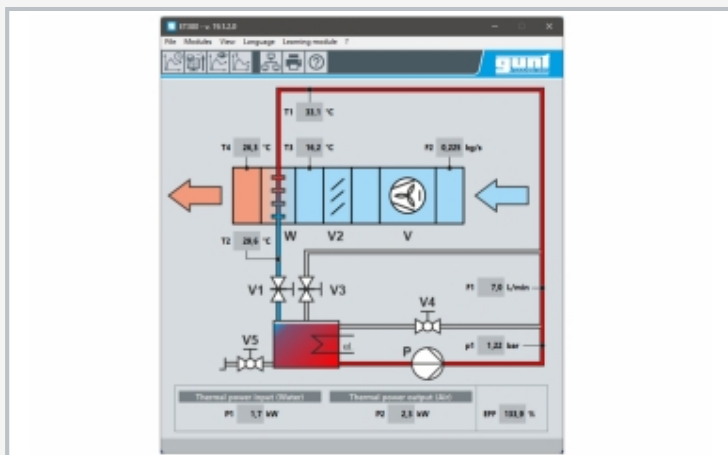 ET300 - v. 16.1.2.0
File Modules View Language Learning module ?
gunt
T1 33,1 °C
T4 26,3 °C T3 16,2 °C F2 0,225 kg/s
W V2 V
T2 29,6 °C
V1 V3 F1 7,0 L/min
V4
V5 P p1 1,22 bar
Thermal power input (Water) Thermal power output (Air)
P1 1,7 kW P2 2,3 kW EFF 133,9 %